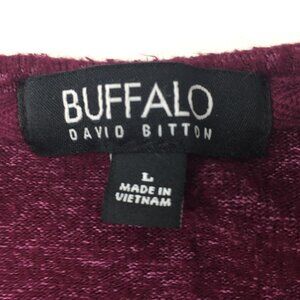 BUFFALO
DAVID BITTON
L
MADE IN
VIETNAM